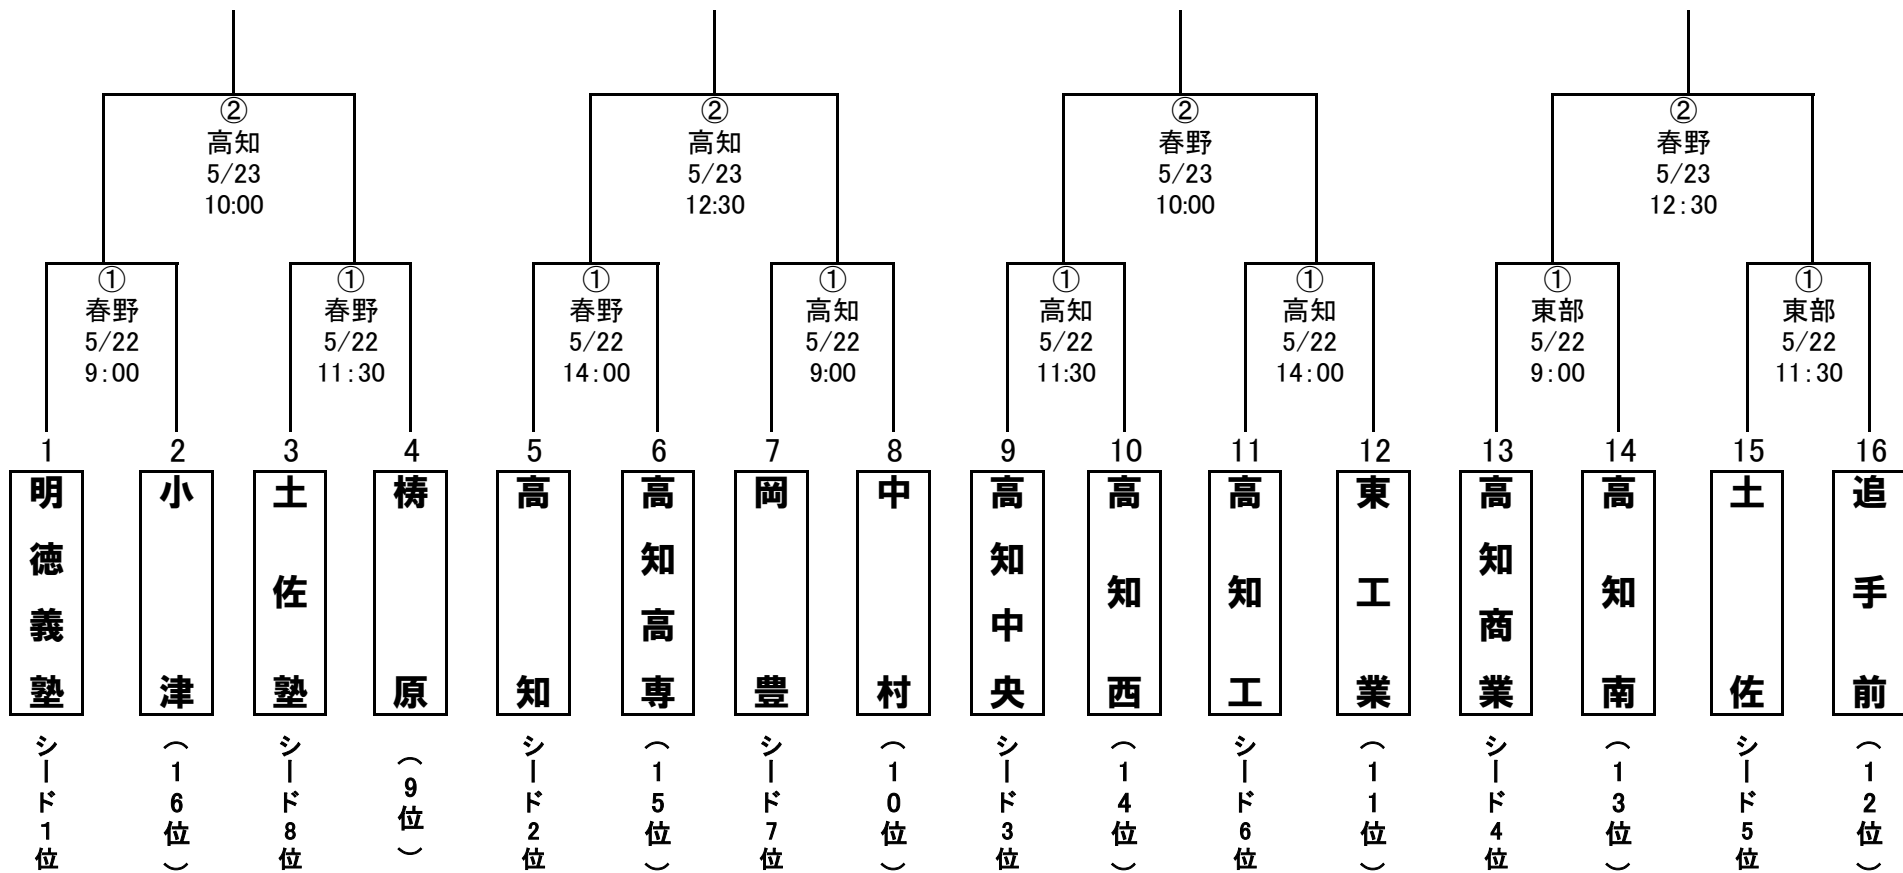 ②
高知
5/23
10:00
②
高知
5/23
12:30
②
春野
5/23
10:00
②
春野
5/23
12:30
①
春野
5/22
9:00
①
春野
5/22
11:30
①
春野
5/22
14:00
①
高知
5/22
9:00
①
高知
5/22
11:30
①
高知
5/22
14:00
①
東部
5/22
9:00
①
東部
5/22
11:30
1
明徳義塾
シード1位
2
小津
(16位)
3
土佐塾
シード8位
4
梼原
(9位)
5
高知
シード2位
6
高知高専
(15位)
7
岡豊
シード7位
8
中村
(10位)
9
高知中央
シード3位
10
高知西
(14位)
11
高知工
シード6位
12
東工業
(11位)
13
高知商業
シード4位
14
高知南
(13位)
15
土佐
シード5位
16
追手前
(12位)